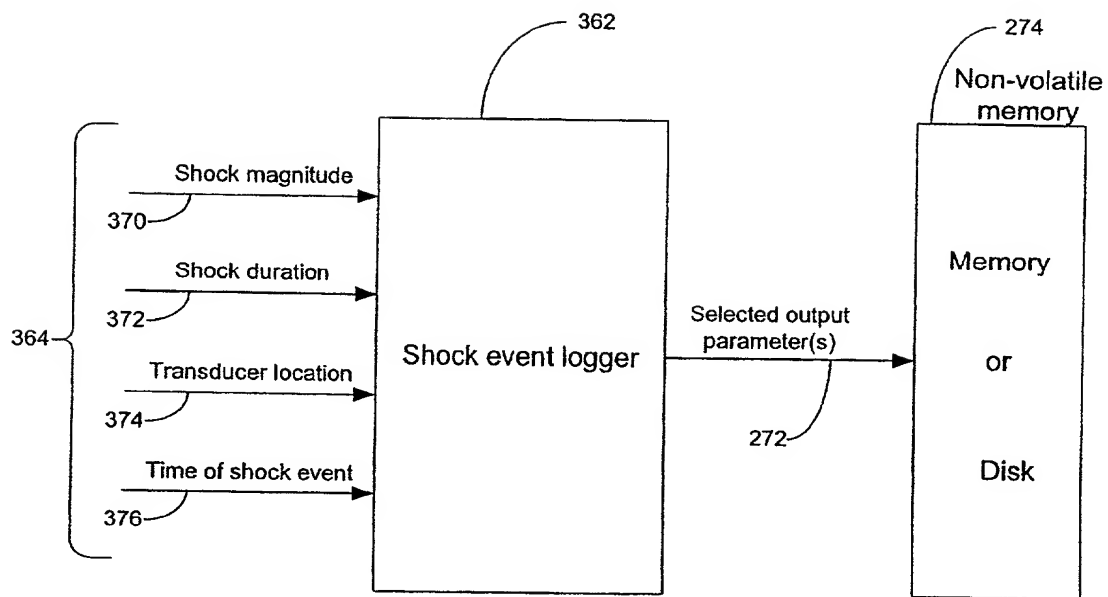 362
274
Non-volatile
memory
Shock magnitude
370
Shock duration
372
364
Transducer location
374
Time of shock event
376
Shock event logger
Selected output
parameter(s)
272
Memory
or
Disk